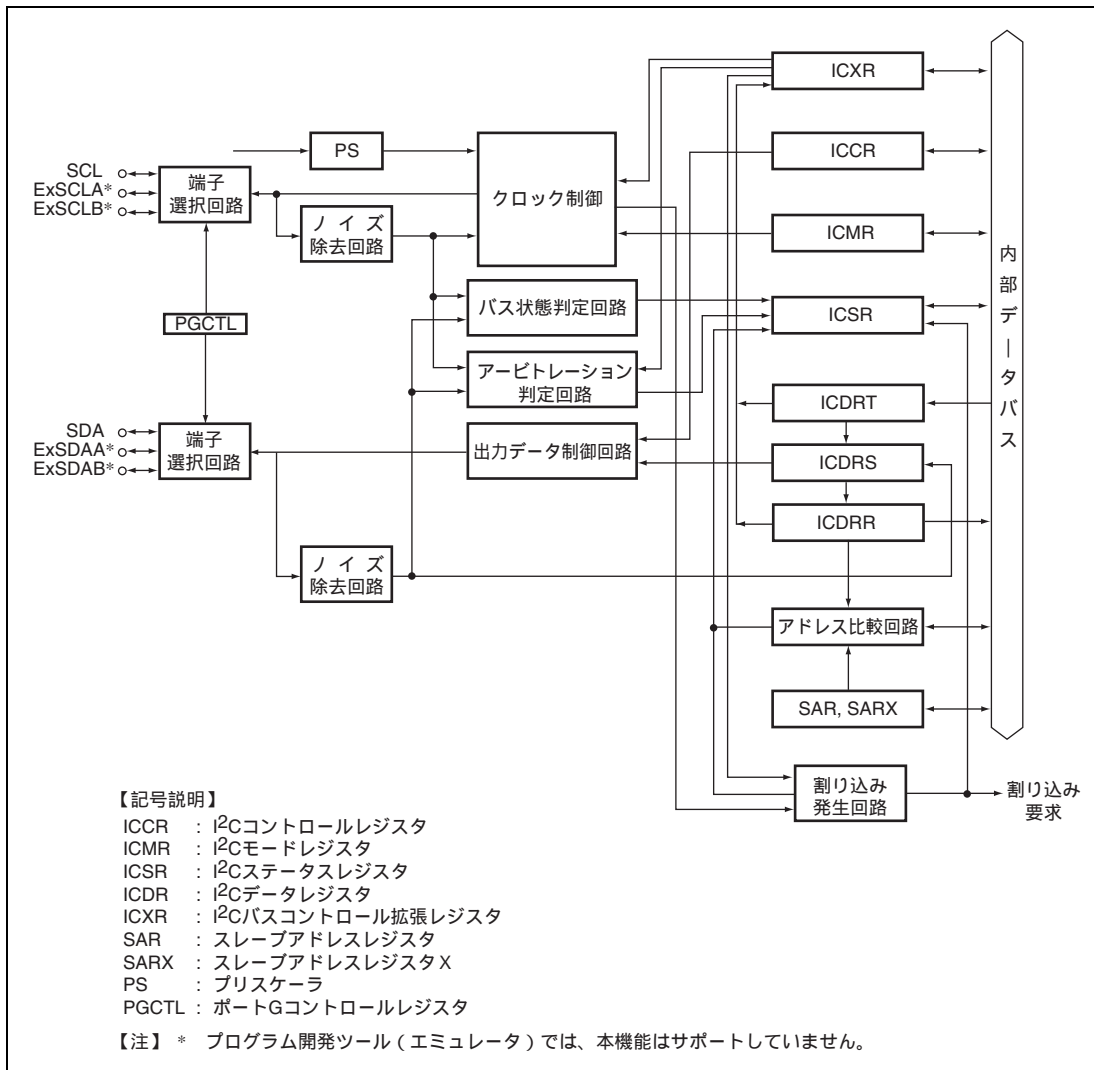 ICXR
PS
ICCR
SCL
ExSCLA*
ExSCLB*
端子
選択回路
クロック制御
ノイズ
除去回路
ICMR
内部データバス
バス状態判定回路
ICSR
PGCTL
アービトレーション
判定回路
ICDRT
SDA
ExSDAA*
ExSDAB*
端子
選択回路
出力データ制御回路
ICDRS
ICDRR
ノイズ
除去回路
アドレス比較回路
SAR, SARX
割り込み
発生回路
割り込み
要求
【記号説明】
ICCR : I²Cコントロールレジスタ
ICMR : I²Cモードレジスタ
ICSR : I²Cステータスレジスタ
ICDR : I²Cデータレジスタ
ICXR : I²Cバスコントロール拡張レジスタ
SAR : スレーブアドレスレジスタ
SARX : スレーブアドレスレジスタX
PS : プリスケーラ
PGCTL : ポートGコントロールレジスタ
【注】 * プログラム開発ツール(エミュレータ)では、本機能はサポートしていません。